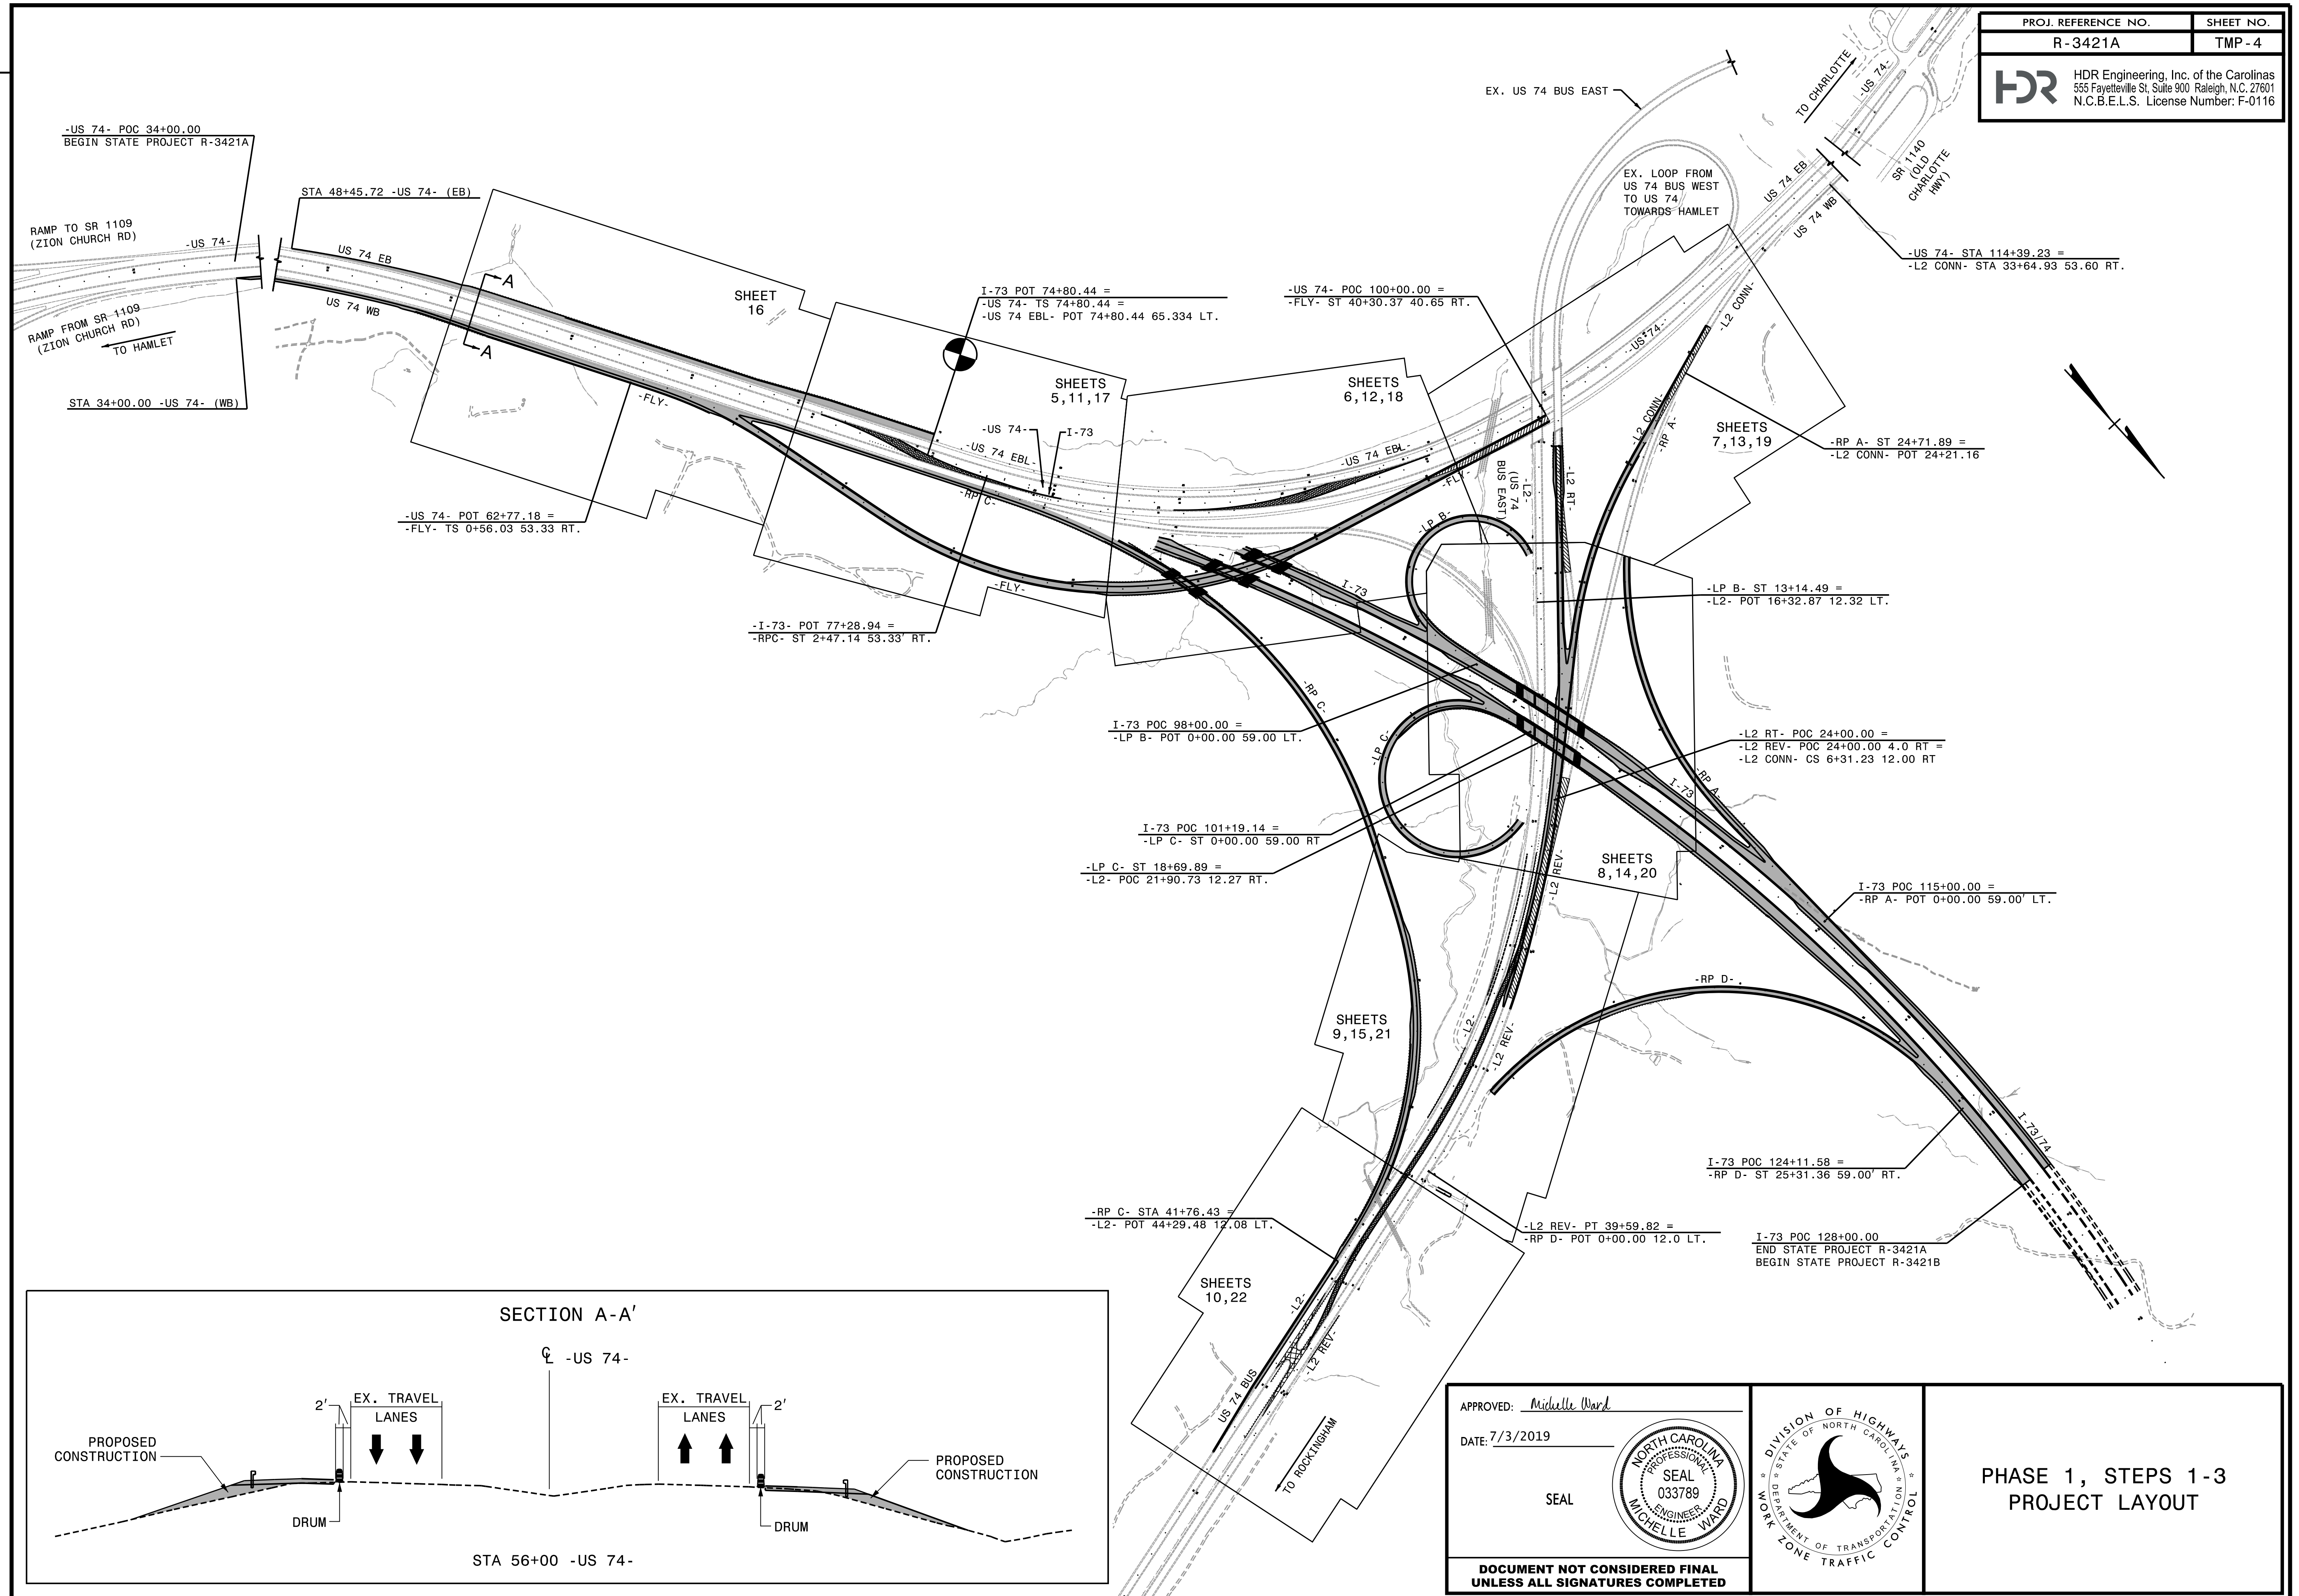 PROJ. REFERENCE NO.
SHEET NO.
R-3421A
TMP-4
HDR
HDR Engineering, Inc. of the Carolinas
555 Fayetteville St, Suite 900 Raleigh, N.C. 27601
N.C.B.E.L.S. License Number: F-0116
-US 74- POC 34+00.00
BEGIN STATE PROJECT R-3421A
STA 48+45.72 -US 74- (EB)
RAMP TO SR 1109
(ZION CHURCH RD)
-US 74-
US 74 EB
US 74 WB
RAMP FROM SR 1109
(ZION CHURCH RD)
TO HAMLET
STA 34+00.00 -US 74- (WB)
A
A
SHEET
16
-FLY-
-US 74- POT 62+77.18 =
-FLY- TS 0+56.03 53.33 RT.
I-73 POT 74+80.44 =
-US 74- TS 74+80.44 =
-US 74 EBL- POT 74+80.44 65.334 LT.
SHEETS
5,11,17
-US 74-
I-73
-US 74 EBL-
-RP C-
-FLY-
-I-73- POT 77+28.94 =
-RPC- ST 2+47.14 53.33' RT.
-US 74- POC 100+00.00 =
-FLY- ST 40+30.37 40.65 RT.
SHEETS
6,12,18
-US 74 EBL-
-FLY-
EX. US 74 BUS EAST
EX. LOOP FROM
US 74 BUS WEST
TO US 74
TOWARDS HAMLET
TO CHARLOTTE
-US 74-
SR 1140
(OLD
CHARLOTTE
HWY)
US 74 EB
US 74 WB
-US 74- STA 114+39.23 =
-L2 CONN- STA 33+64.93 53.60 RT.
-US 74-
-L2 CONN-
-L2 CONN-
-RP A-
SHEETS
7,13,19
-RP A- ST 24+71.89 =
-L2 CONN- POT 24+21.16
-L2-
(US 74
BUS EAST)
-L2 RT-
-LP B-
I-73
-LP B- ST 13+14.49 =
-L2- POT 16+32.87 12.32 LT.
-RP C-
I-73 POC 98+00.00 =
-LP B- POT 0+00.00 59.00 LT.
-LP C-
-L2 RT- POC 24+00.00 =
-L2 REV- POC 24+00.00 4.0 RT =
-L2 CONN- CS 6+31.23 12.00 RT
I-73
-RP A-
I-73 POC 101+19.14 =
-LP C- ST 0+00.00 59.00 RT
-LP C- ST 18+69.89 =
-L2- POC 21+90.73 12.27 RT.
-L2 REV-
SHEETS
8,14,20
I-73 POC 115+00.00 =
-RP A- POT 0+00.00 59.00' LT.
-RP D-
SHEETS
9,15,21
-L2-
-L2 REV-
I-73/74
I-73 POC 124+11.58 =
-RP D- ST 25+31.36 59.00' RT.
-RP C- STA 41+76.43 =
-L2- POT 44+29.48 12.08 LT.
-L2 REV- PT 39+59.82 =
-RP D- POT 0+00.00 12.0 LT.
I-73 POC 128+00.00
END STATE PROJECT R-3421A
BEGIN STATE PROJECT R-3421B
SHEETS
10,22
-L2-
-L2 REV-
US 74 BUS
TO ROCKINGHAM
SECTION A-A'
℄ -US 74-
2'
EX. TRAVEL
LANES
EX. TRAVEL
LANES
2'
PROPOSED
CONSTRUCTION
PROPOSED
CONSTRUCTION
DRUM
DRUM
STA 56+00 -US 74-
APPROVED: Michelle Ward
DATE: 7/3/2019
SEAL
NORTH CAROLINA
PROFESSIONAL
SEAL
033789
ENGINEER
MICHELLE WARD
DOCUMENT NOT CONSIDERED FINAL
UNLESS ALL SIGNATURES COMPLETED
DIVISION OF HIGHWAYS
STATE OF NORTH CAROLINA
DEPARTMENT OF TRANSPORTATION
WORK ZONE TRAFFIC CONTROL
PHASE 1, STEPS 1-3
PROJECT LAYOUT